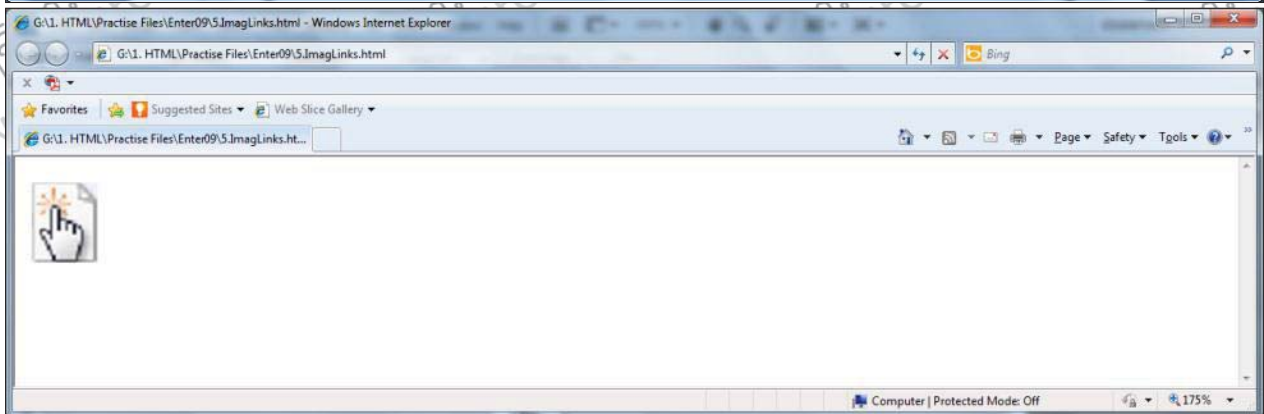 G:\1. HTML\Practise Files\Enter09\5.ImagLinks.html - Windows Internet Explorer
G:\1. HTML\Practise Files\Enter09\5.ImagLinks.html Bing
Favorites Suggested Sites Web Slice Gallery
G:\1. HTML\Practise Files\Enter09\5.ImagLinks.ht... Page Safety Tools
Computer | Protected Mode: Off 175%